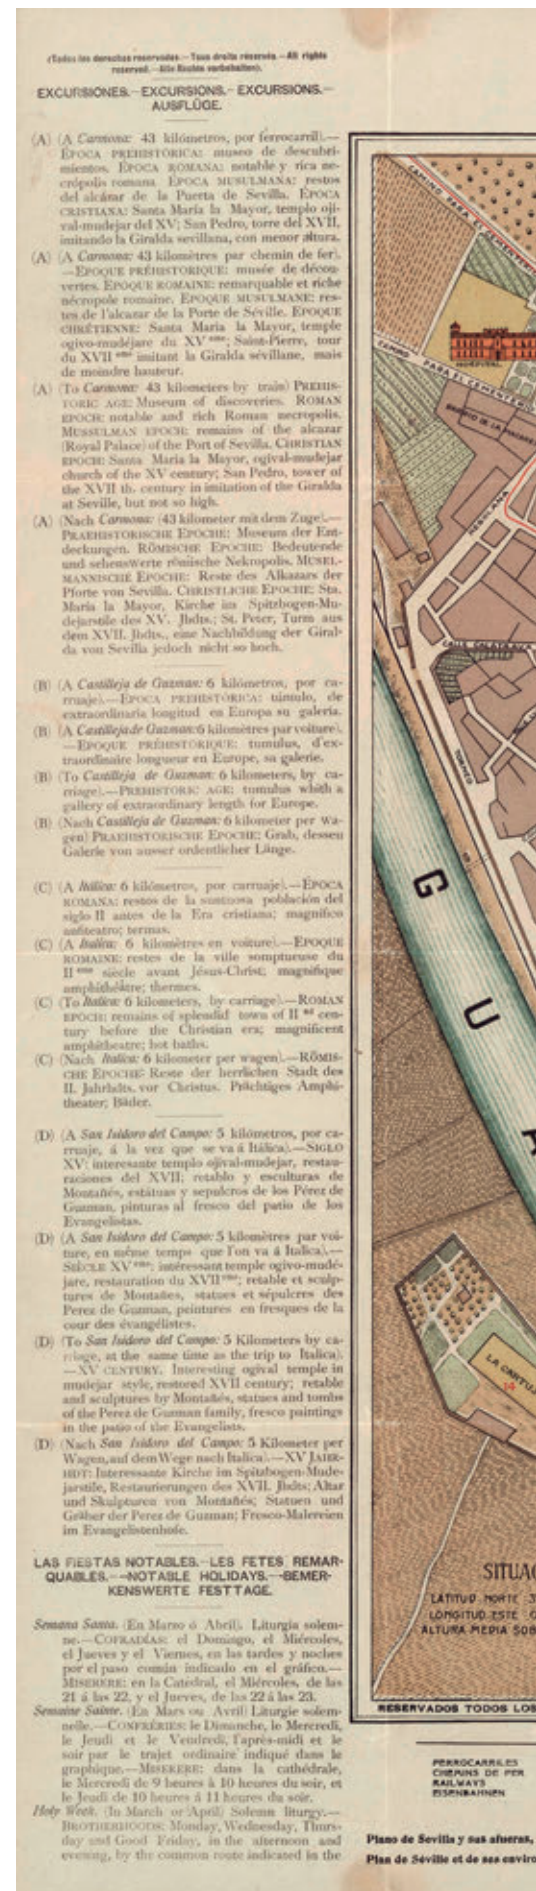 (Todos los derechos reservados.—Tous droits réservés.—All rights
reserved.—Alle Rechte vorbehalten).
EXCURSIONES.—EXCURSIONS.—EXCURSIONS.—
AUSFLÜGE.
(A) (A Carmona: 43 kilómetros, por ferrocarril).—
ÉPOCA PREHISTÓRICA: museo de descubri-
mientos. ÉPOCA ROMANA: notable y rica ne-
crópolis romana. ÉPOCA MUSULMANA: restos
del alcázar de la Puerta de Sevilla. ÉPOCA
CRISTIANA: Santa María la Mayor, templo oji-
val-mudejar del XV; San Pedro, torre del XVII,
imitando la Giralda sevillana, con menor altura.
(A) (A Carmona: 43 kilomètres par chemin de fer).
—EPOQUE PRÉHISTORIQUE: musée de décou-
vertes. EPOQUE ROMAINE: remarquable et riche
nécropole romaine. EPOQUE MUSULMANE: res-
tes de l'alcazar de la Porte de Séville. EPOQUE
CHRÉTIENNE: Santa Maria la Mayor, temple
ogivo-mudéjare du XV eme; Saint-Pierre, tour
du XVII eme imitant la Giralda sévillane, mais
de moindre hauteur.
(A) (To Carmona: 43 kilometers by train) PREHIS-
TORIC AGE: Museum of discoveries. ROMAN
EPOCH: notable and rich Roman necropolis.
MUSSULMAN EPOCH: remains of the alcazar
(Royal Palace) of the Port of Sevilla. CHRISTIAN
EPOCH: Santa Maria la Mayor, ogival-mudejar
church of the XV century; San Pedro, tower of
the XVII th. century in imitation of the Giralda
at Seville, but not so high.
(A) (Nach Carmona: (43 kilometer mit dem Zuge).—
PRAEHISTORISCHE EPOCHE: Museum der Ent-
deckungen. RÖMISCHE EPOCHE: Bedeutende
und sehenswerte römische Nekropolis. MUSEL-
MANNISCHE EPOCHE: Reste des Alkazars der
Pforte von Sevilla. CHRISTLICHE EPOCHE: Sta.
Maria la Mayor, Kirche im Spitzbogen-Mu-
dejarstile des XV. Jhdts.; St. Peter, Turm aus
dem XVII. Jhdts., eine Nachbildung der Giral-
da von Sevilla jedoch nicht so hoch.
(B) (A Castilleja de Guzman: 6 kilómetros, por ca-
rruaje).—ÉPOCA PREHISTÓRICA: túmulo, de
extraordinaria longitud en Europa su galería.
(B) (A Castilleja de Guzman: 6 kilomètres par voiture).
—EPOQUE PRÉHISTORIQUE: tumulus, d'ex-
traordinaire longueur en Europe, sa galerie.
(B) (To Castilleja de Guzman: 6 kilometers, by ca-
rriage).—PREHISTORIC AGE: tumulus whith a
gallery of extraordinary length for Europe.
(B) (Nach Castilleja de Guzman: 6 kilometer per wa-
gen) PRAEHISTORISCHE EPOCHE: Grab, dessen
Galerie von ausser ordentlicher Länge.
(C) (A Itálica: 6 kilómetros, por carruaje).—ÉPOCA
ROMANA: restos de la suntuosa población del
siglo II antes de la Era cristiana; magnífico
anfiteatro; termas.
(C) (A Italica: 6 kilomètres en voiture).—EPOQUE
ROMAINE: restes de la ville somptueuse du
II eme siècle avant Jésus-Christ; magnifique
amphithéâtre; thermes.
(C) (To Italica: 6 kilometers, by carriage).—ROMAN
EPOCH: remains of splendid town of II nd cen-
tury before the Christian era; magnificent
amphitheatre; hot baths.
(C) (Nach Italica: 6 kilometer per wagen).—RÖMIS-
CHE EPOCHE: Reste der herrlichen Stadt des
II. Jahrhdts. vor Christus. Prächtiges Amphi-
theater; Bäder.
(D) (A San Isidoro del Campo: 5 kilómetros, por ca-
rruaje, á la vez que se va á Itálica).—SIGLO
XV: interesante templo ojival-mudejar, restau-
raciones del XVII; retablo y esculturas de
Montañés, estátuas y sepulcros de los Pérez de
Guzman, pinturas al fresco del patio de los
Evangelistas.
(D) (A San Isidoro del Campo: 5 kilomètres par voi-
ture, en même temps que l'on va á Italica).—
SIÈCLE XV eme: intéressant temple ogivo-mudé-
jare, restauration du XVII eme; retable et sculp-
tures de Montañes, statues et sépulcres des
Perez de Guzman, peintures en fresques de la
cour des évangélistes.
(D) (To San Isidoro del Campo: 5 Kilometers by ca-
rriage, at the same time as the trip to Italica).
—XV CENTURY. Interesting ogival temple in
mudejar style, restored XVII century; retable
and sculptures by Montañés, statues and tombs
of the Perez de Guzman family, fresco paintings
in the patio of the Evangelists.
(D) (Nach San Isidoro del Campo: 5 Kilometer per
Wagen, auf dem Wege nach Italica).—XV JAHR-
HDT: Interessante Kirche im Spitzbogen-Mude-
jarstile, Restaurierungen des XVII. Jhdts; Altar
und Skulpturen von Montañés; Statuen und
Gräber der Perez de Guzman; Fresco-Malereien
im Evangelistenhofe.
LAS FIESTAS NOTABLES.—LES FETES REMAR-
QUABLES.—NOTABLE HOLIDAYS.—BEMER-
KENSWERTE FESTTAGE.
Semana Santa. (En Marzo ó Abril). Liturgia solem-
ne.—COFRADÍAS: el Domingo, el Miércoles,
el Jueves y el Viernes, en las tardes y noches
por el paso común indicado en el gráfico.—
MISERERE: en la Catedral, el Miércoles, de las
21 á las 22, y el Jueves, de las 22 á las 23.
Semaine Sainte. (En Mars ou Avril) Liturgie solem-
nelle.—CONFRÉRIES: le Dimanche, le Mercredi,
le Jeudi et le Vendredi, l'après-midi et le
soir par le trajet ordinaire indiqué dans le
graphique.—MISERERE: dans la cathédrale,
le Mercredi de 9 heures à 10 heures du soir, et
le Jeudi de 10 heures á 11 heures du soir.
Holy Week. (In March or April) Solemn liturgy.—
BROTHERHOODS: Monday, Wednesday, Thurs-
day and Good Friday, in the afternoon and
evening, by the common route indicated in the
CAMINO PARA EL CEMENTERIO
HOSPITAL
CAMINO PARA EL CEMENTERIO
BARRIO DE LA MACARENA
RESOLANA
CALLE CALATRAVA
TORNEO
G
U
A
LA CARTUJ
14
SITUAC
LATITUD NORTE 3
LONGITUD ESTE
ALTURA MEDIA SOB
RESERVADOS TODOS LOS
FERROCARRILES
CHEMINS DE FER
RAILWAYS
EISENBAHNEN
Plano de Sevilla y sus afueras,
Plan de Séville et de ses enviro